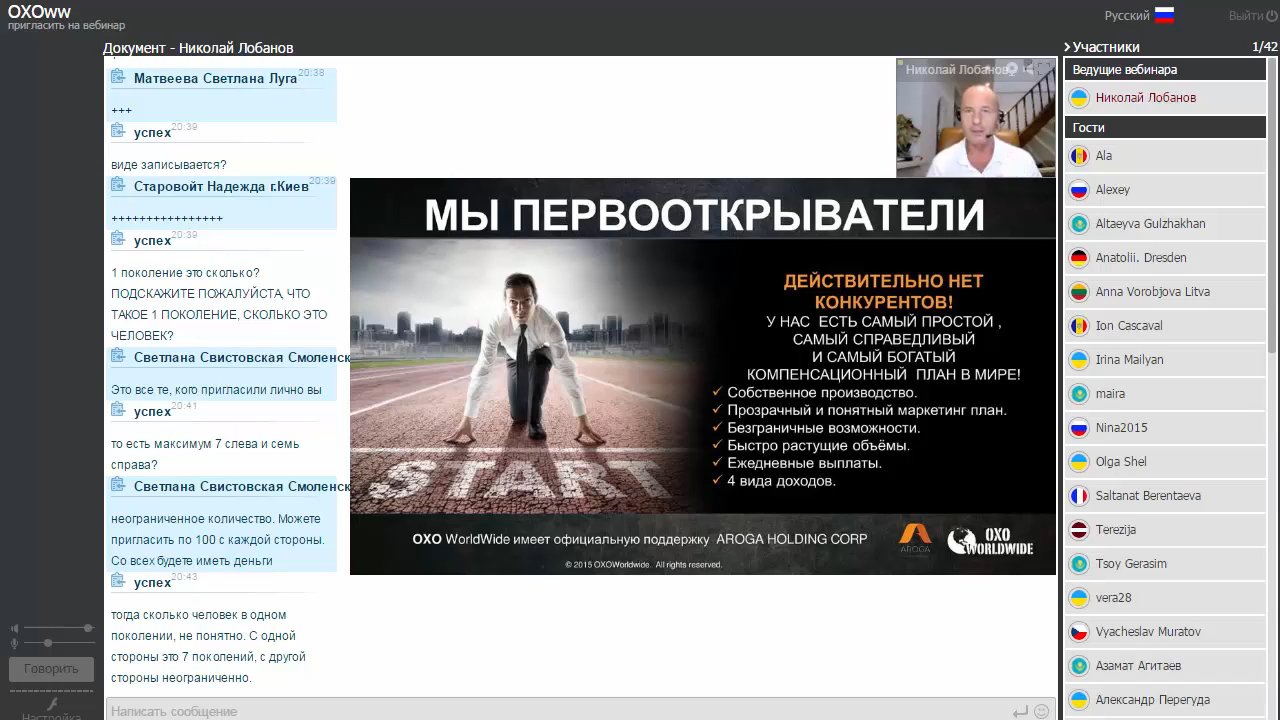 OXOww
пригласить на вебинар
Русский
Выйти
Документ - Николай Лобанов
Участники
1/42
Матвеева Светлана Луга 20:38
+++
успех 20:39
виде записывается?
Старовойт Надежда г.Киев 20:39
++++++++++++++++
успех 20:39
1 поколение это сколько?
ПОДСКАЖИТЕ ПОЖАЛУЙСТА, ЧТО
ТАКОЕ 1 ПОКОЛЕНИЕ, СКОЛЬКО ЭТО
ЧЕЛОВЕК?
Светлана Свистовская Смоленск
Это все те, кого пригласили лично вы
успех 20:41
то есть максимум 7 слева и семь
справа?
Светлана Свистовская Смоленск
неограниченное количество. Можете
пригласить по 100 с каждой стороны.
Со всех будете иметь деньги
успех 20:43
тогда сколько человек в одном
поколении, не понятно. С одной
стороны это 7 поколений, с другой
стороны неограниченно.
Написать сообщение
Говорить
Настройка
Николай Лобанов
МЫ ПЕРВООТКРЫВАТЕЛИ
START
ДЕЙСТВИТЕЛЬНО НЕТ
КОНКУРЕНТОВ!
У НАС ЕСТЬ САМЫЙ ПРОСТОЙ ,
САМЫЙ СПРАВЕДЛИВЫЙ
И САМЫЙ БОГАТЫЙ
КОМПЕНСАЦИОННЫЙ ПЛАН В МИРЕ!
Собственное производство.
Прозрачный и понятный маркетинг план.
Безграничные возможности.
Быстро растущие объёмы.
Ежедневные выплаты.
4 вида доходов.
OXO WorldWide имеет официальную поддержку AROGA HOLDING CORP
AROGA
OXO
WORLDWIDE
© 2015 OXOWorldwide. All rights reserved.
Ведущие вебинара
Николай Лобанов
Гости
Ala
Alexey
Alseyva Gulzhakhan
Anatolii. Dresden
Anna Vorobjova Litva
Ion Cascaval
Irina Mailyan
maira
Nina2015
Olga Shel
Saltanat Berentaeva
Terezia
tursunkasim
vera28
Vyacheslav Muratov
Азамат Агитаев
Александр Перегуда